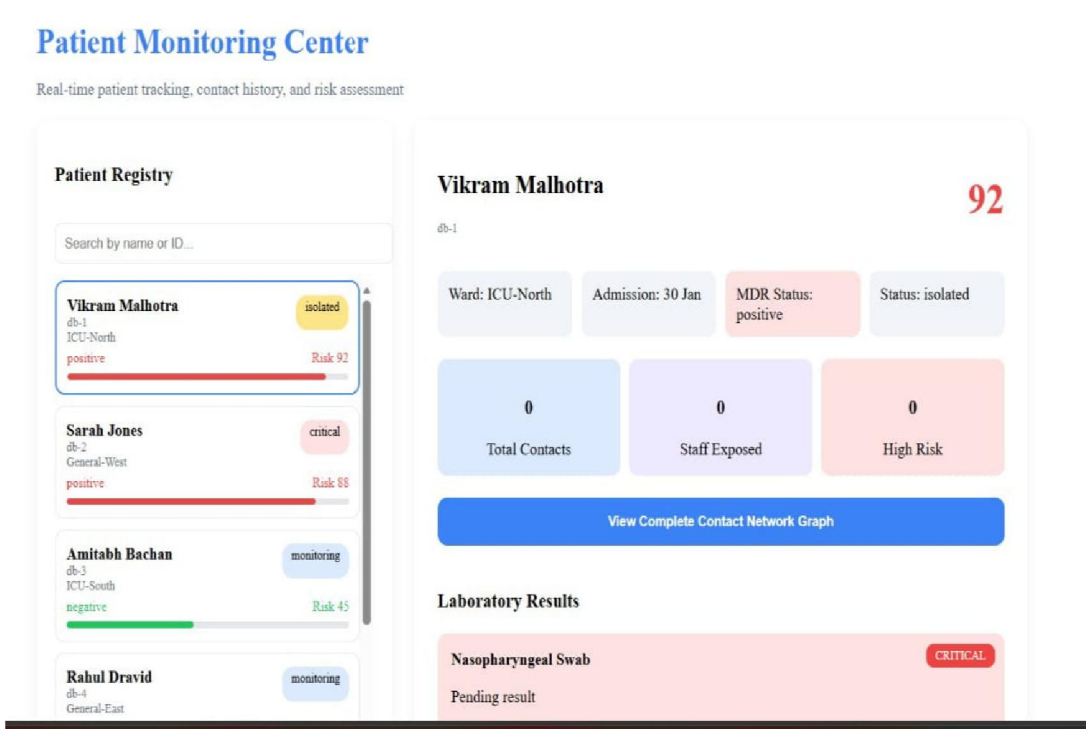 Patient Monitoring Center
Real-time patient tracking, contact history, and risk assessment
Patient Registry
Search by name or ID...
Vikram Malhotra
isolated
db-1
ICU-North
positive
Risk 92
Sarah Jones
critical
db-2
General-West
positive
Risk 88
Amitabh Bachan
monitoring
db-3
ICU-South
negative
Risk 45
Rahul Dravid
monitoring
db-4
General-East
Vikram Malhotra
92
db-1
Ward: ICU-North
Admission: 30 Jan
MDR Status:
positive
Status: isolated
0
Total Contacts
0
Staff Exposed
0
High Risk
View Complete Contact Network Graph
Laboratory Results
Nasopharyngeal Swab
CRITICAL
Pending result